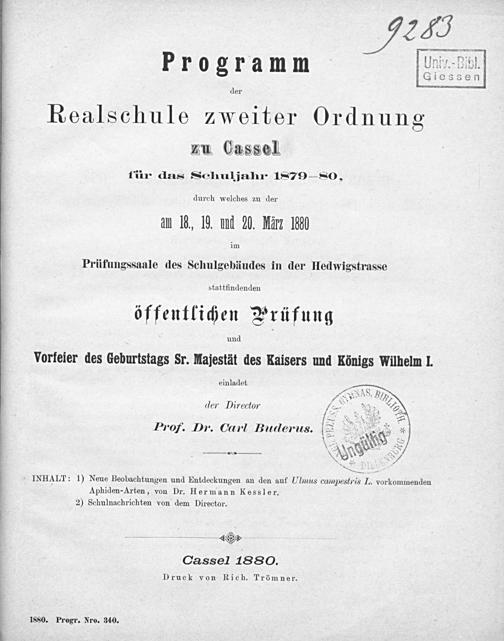 9283
Univ.-Bibl.
Giessen
Programm
der
Realschule zweiter Ordnung
zu Cassel
für das Schuljahr 1879–80,
durch welches zu der
am 18., 19. und 20. März 1880
im
Prüfungssaale des Schulgebäudes in der Hedwigstrasse
stattfindenden
öffentlichen Prüfung
und
Vorfeier des Geburtstags Sr. Majestät des Kaisers und Königs Wilhelm I.
einladet
der Director
Prof. Dr. Carl Buderus.
PREUSS. GYMNAS. BIBLIOTH.
Ungültig
* DILLENBURG *
INHALT: 1) Neue Beobachtungen und Entdeckungen an den auf Ulmus campestris L. vorkommenden
Aphiden-Arten, von Dr. Hermann Kessler.
2) Schulnachrichten von dem Director.
Cassel 1880.
Druck von Rich. Trömner.
1880. Progr. Nro. 340.